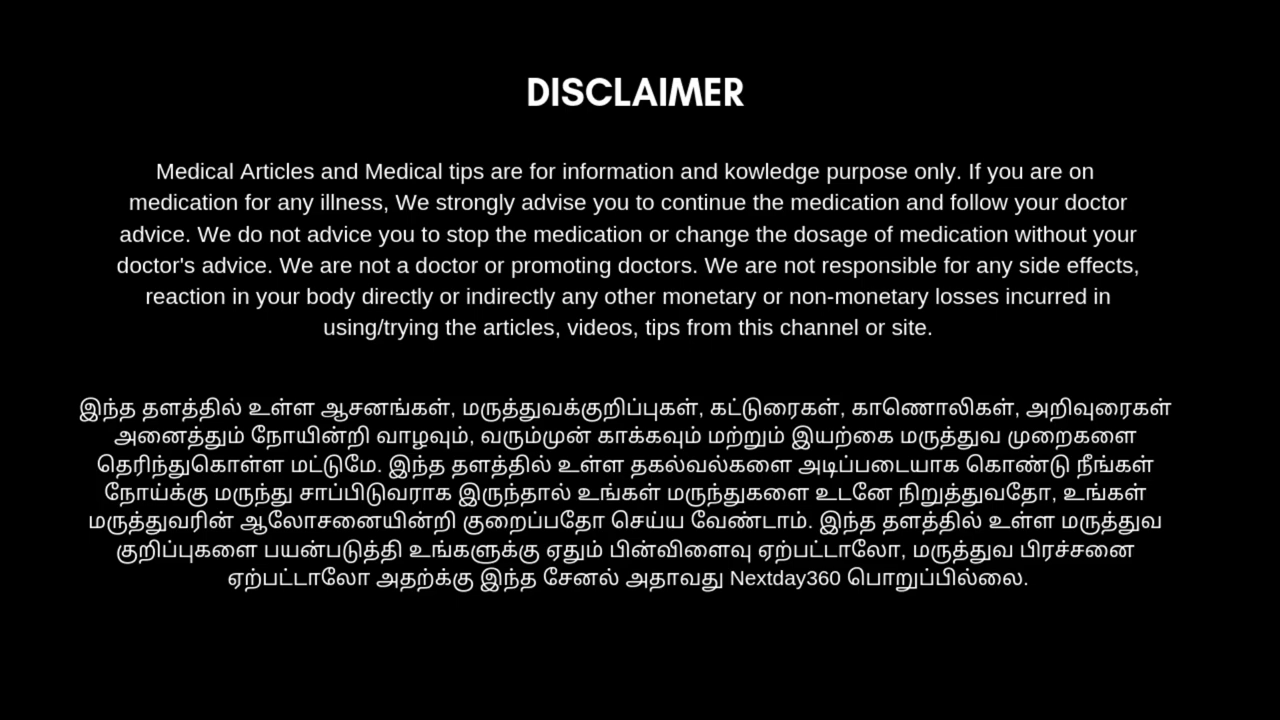 DISCLAIMER
Medical Articles and Medical tips are for information and kowledge purpose only. If you are on
medication for any illness, We strongly advise you to continue the medication and follow your doctor
advice. We do not advice you to stop the medication or change the dosage of medication without your
doctor's advice. We are not a doctor or promoting doctors. We are not responsible for any side effects,
reaction in your body directly or indirectly any other monetary or non-monetary losses incurred in
using/trying the articles, videos, tips from this channel or site.
இந்த தளத்தில் உள்ள ஆசனங்கள், மருத்துவக்குறிப்புகள், கட்டுரைகள், காணொலிகள், அறிவுரைகள்
அனைத்தும் நோயின்றி வாழவும், வரும்முன் காக்கவும் மற்றும் இயற்கை மருத்துவ முறைகளை
தெரிந்துகொள்ள மட்டுமே. இந்த தளத்தில் உள்ள தகல்வல்களை அடிப்படையாக கொண்டு நீங்கள்
நோய்க்கு மருந்து சாப்பிடுவராக இருந்தால் உங்கள் மருந்துகளை உடனே நிறுத்துவதோ, உங்கள்
மருத்துவரின் ஆலோசனையின்றி குறைப்பதோ செய்ய வேண்டாம். இந்த தளத்தில் உள்ள மருத்துவ
குறிப்புகளை பயன்படுத்தி உங்களுக்கு ஏதும் பின்விளைவு ஏற்பட்டாலோ, மருத்துவ பிரச்சனை
ஏற்பட்டாலோ அதற்க்கு இந்த சேனல் அதாவது Nextday360 பொறுப்பில்லை.